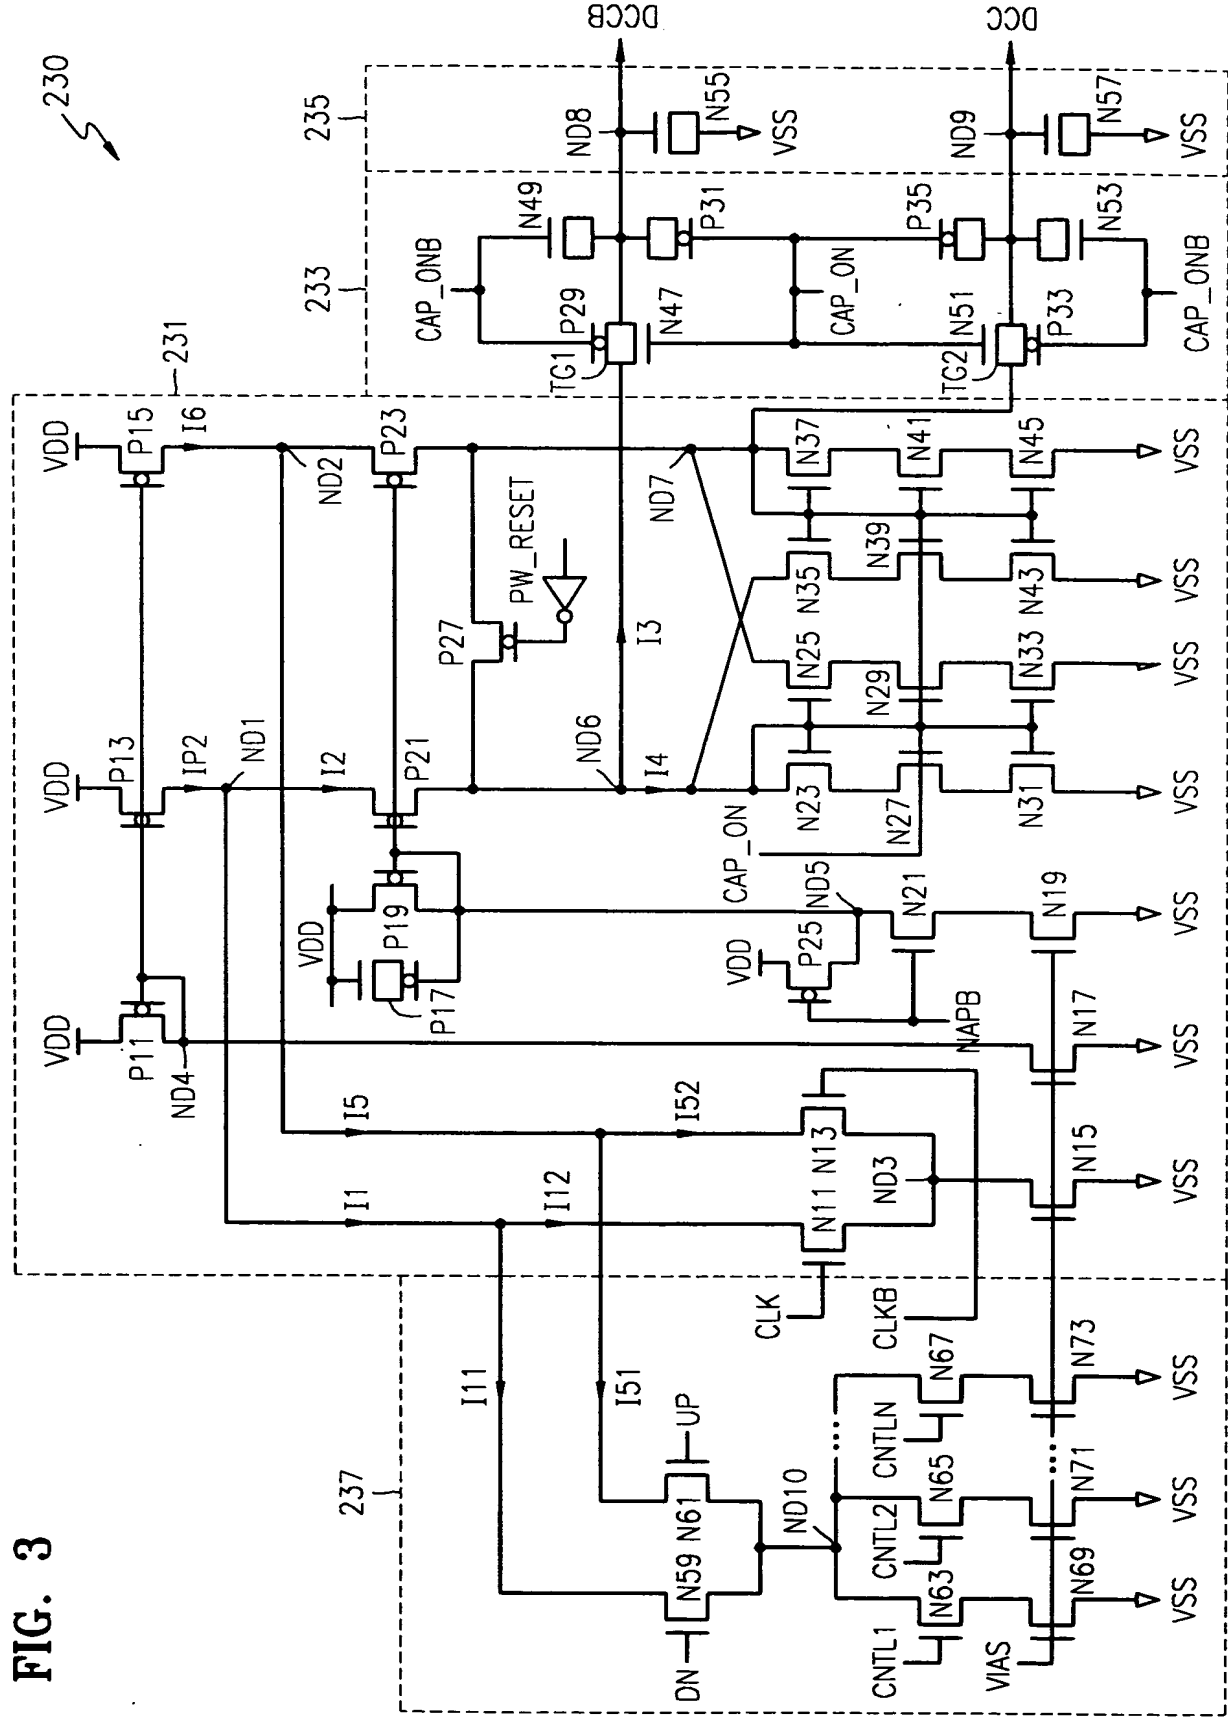 FIG. 3
230
231
233
235
237
VDD
VDD
VDD
P11
P13
P15
IP2
I6
ND4
ND1
ND2
I1
I5
I2
VDD
P17
P19
P21
P23
P27
PW_RESET
I11
I12
I51
I52
ND6
I3
I4
ND7
CAP_ONB
P29
N49
TG1
N47
P31
ND8
N55
VSS
DCCB
CAP_ON
TG2
N51
P35
P33
N53
CAP_ONB
ND9
N57
VSS
DCC
DN
N59
N61
UP
ND10
CLK
CLKB
N11
N13
ND3
VDD
P25
ND5
CAP_ON
NAPB
N21
N19
N23
N25
N35
N37
N27
N29
N39
N41
N31
N33
N43
N45
CNTL1
N63
CNTL2
N65
CNTLN
N67
VIAS
N69
N71
N73
N15
N17
VSS
VSS
VSS
VSS
VSS
VSS
VSS
VSS
VSS
VSS